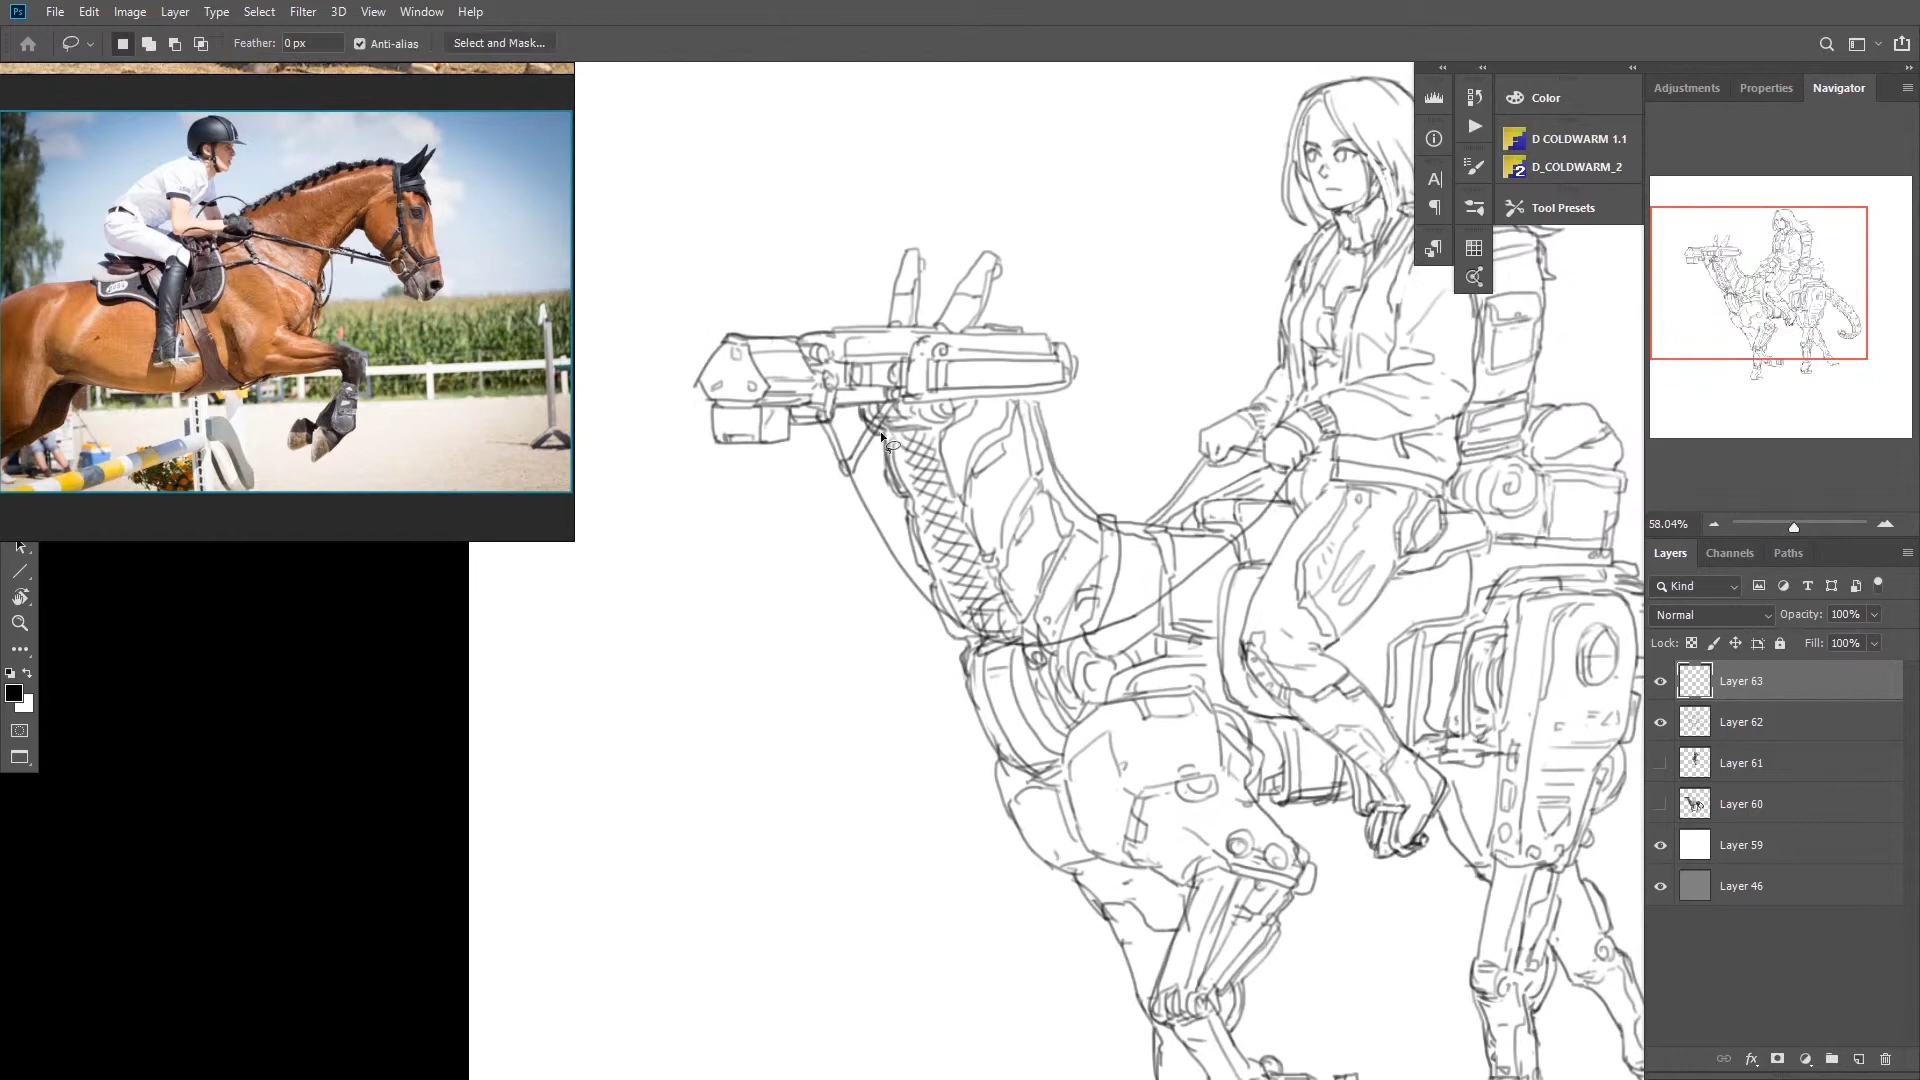 Ps File Edit Image Layer Type Select Filter 3D View Window Help
Feather: 0 px Anti-alias Select and Mask...
Color
D COLDWARM 1.1
D_COLDWARM_2
Tool Presets
Adjustments Properties Navigator
58.04%
Layers Channels Paths
Kind
Normal Opacity: 100%
Lock: Fill: 100%
Layer 63
Layer 62
Layer 61
Layer 60
Layer 59
Layer 46